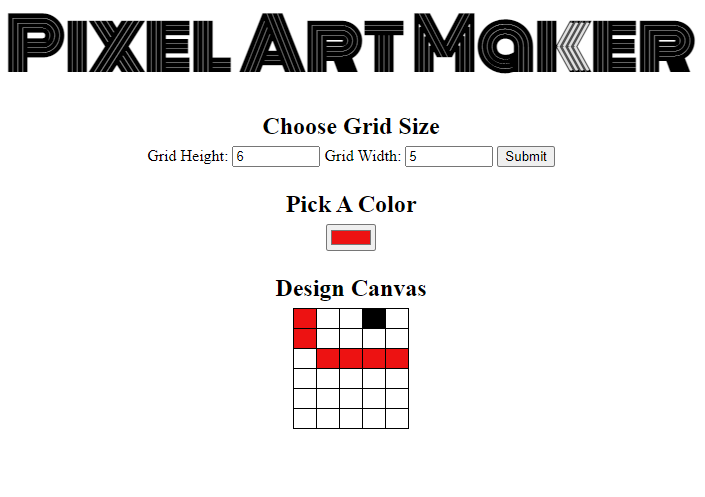 Pixel Art Maker
Choose Grid Size
Grid Height: 6 Grid Width: 5 Submit
Pick A Color
Design Canvas